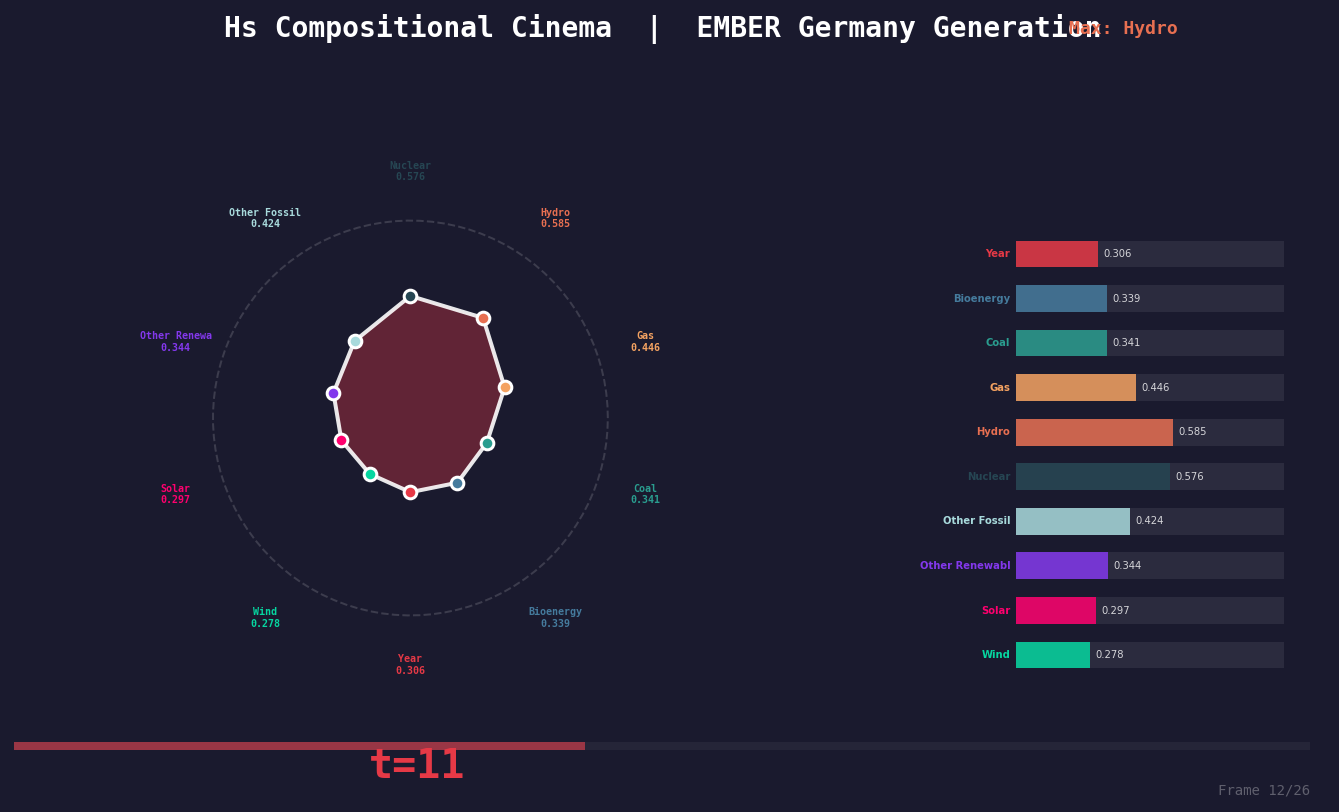 Hs Compositional Cinema  |  EMBER Germany Generation
Max: Hydro
Nuclear
0.576
Other Fossil
0.424
Hydro
0.585
Other Renewa
0.344
Gas
0.446
Solar
0.297
Coal
0.341
Wind
0.278
Bioenergy
0.339
Year
0.306
Year 0.306
Bioenergy 0.339
Coal 0.341
Gas 0.446
Hydro 0.585
Nuclear 0.576
Other Fossil 0.424
Other Renewabl 0.344
Solar 0.297
Wind 0.278
t=11
Frame 12/26